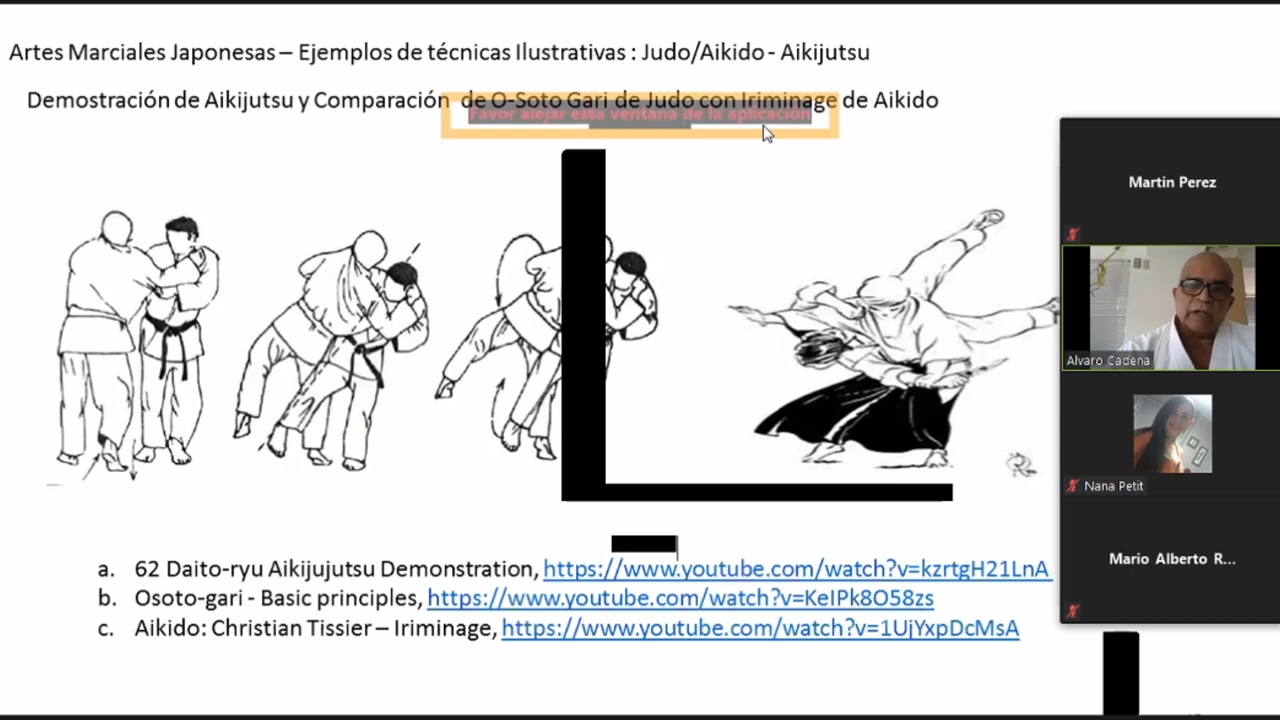 Artes Marciales Japonesas – Ejemplos de técnicas Ilustrativas : Judo/Aikido - Aikijutsu
Demostración de Aikijutsu y Comparación de O-Soto Gari de Judo con Iriminage de Aikido
Favor alejar esta ventana de la aplicación
Martin Perez
Alvaro Cadena
Nana Petit
Mario Alberto R...
a. 62 Daito-ryu Aikijujutsu Demonstration, https://www.youtube.com/watch?v=kzrtgH21LnA
b. Osoto-gari - Basic principles, https://www.youtube.com/watch?v=KeIPk8O58zs
c. Aikido: Christian Tissier – Iriminage, https://www.youtube.com/watch?v=1UjYxpDcMsA